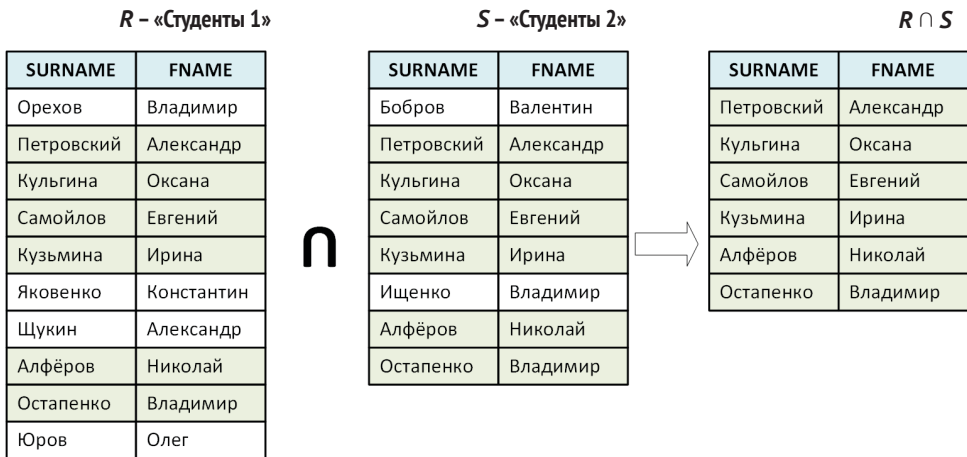 R – «Студенты 1»
SURNAME FNAME
Орехов Владимир
Петровский Александр
Кульгина Оксана
Самойлов Евгений
Кузьмина Ирина
Яковенко Константин
Щукин Александр
Алфёров Николай
Остапенко Владимир
Юров Олег
∩
S – «Студенты 2»
SURNAME FNAME
Бобров Валентин
Петровский Александр
Кульгина Оксана
Самойлов Евгений
Кузьмина Ирина
Ищенко Владимир
Алфёров Николай
Остапенко Владимир
R ∩ S
SURNAME FNAME
Петровский Александр
Кульгина Оксана
Самойлов Евгений
Кузьмина Ирина
Алфёров Николай
Остапенко Владимир